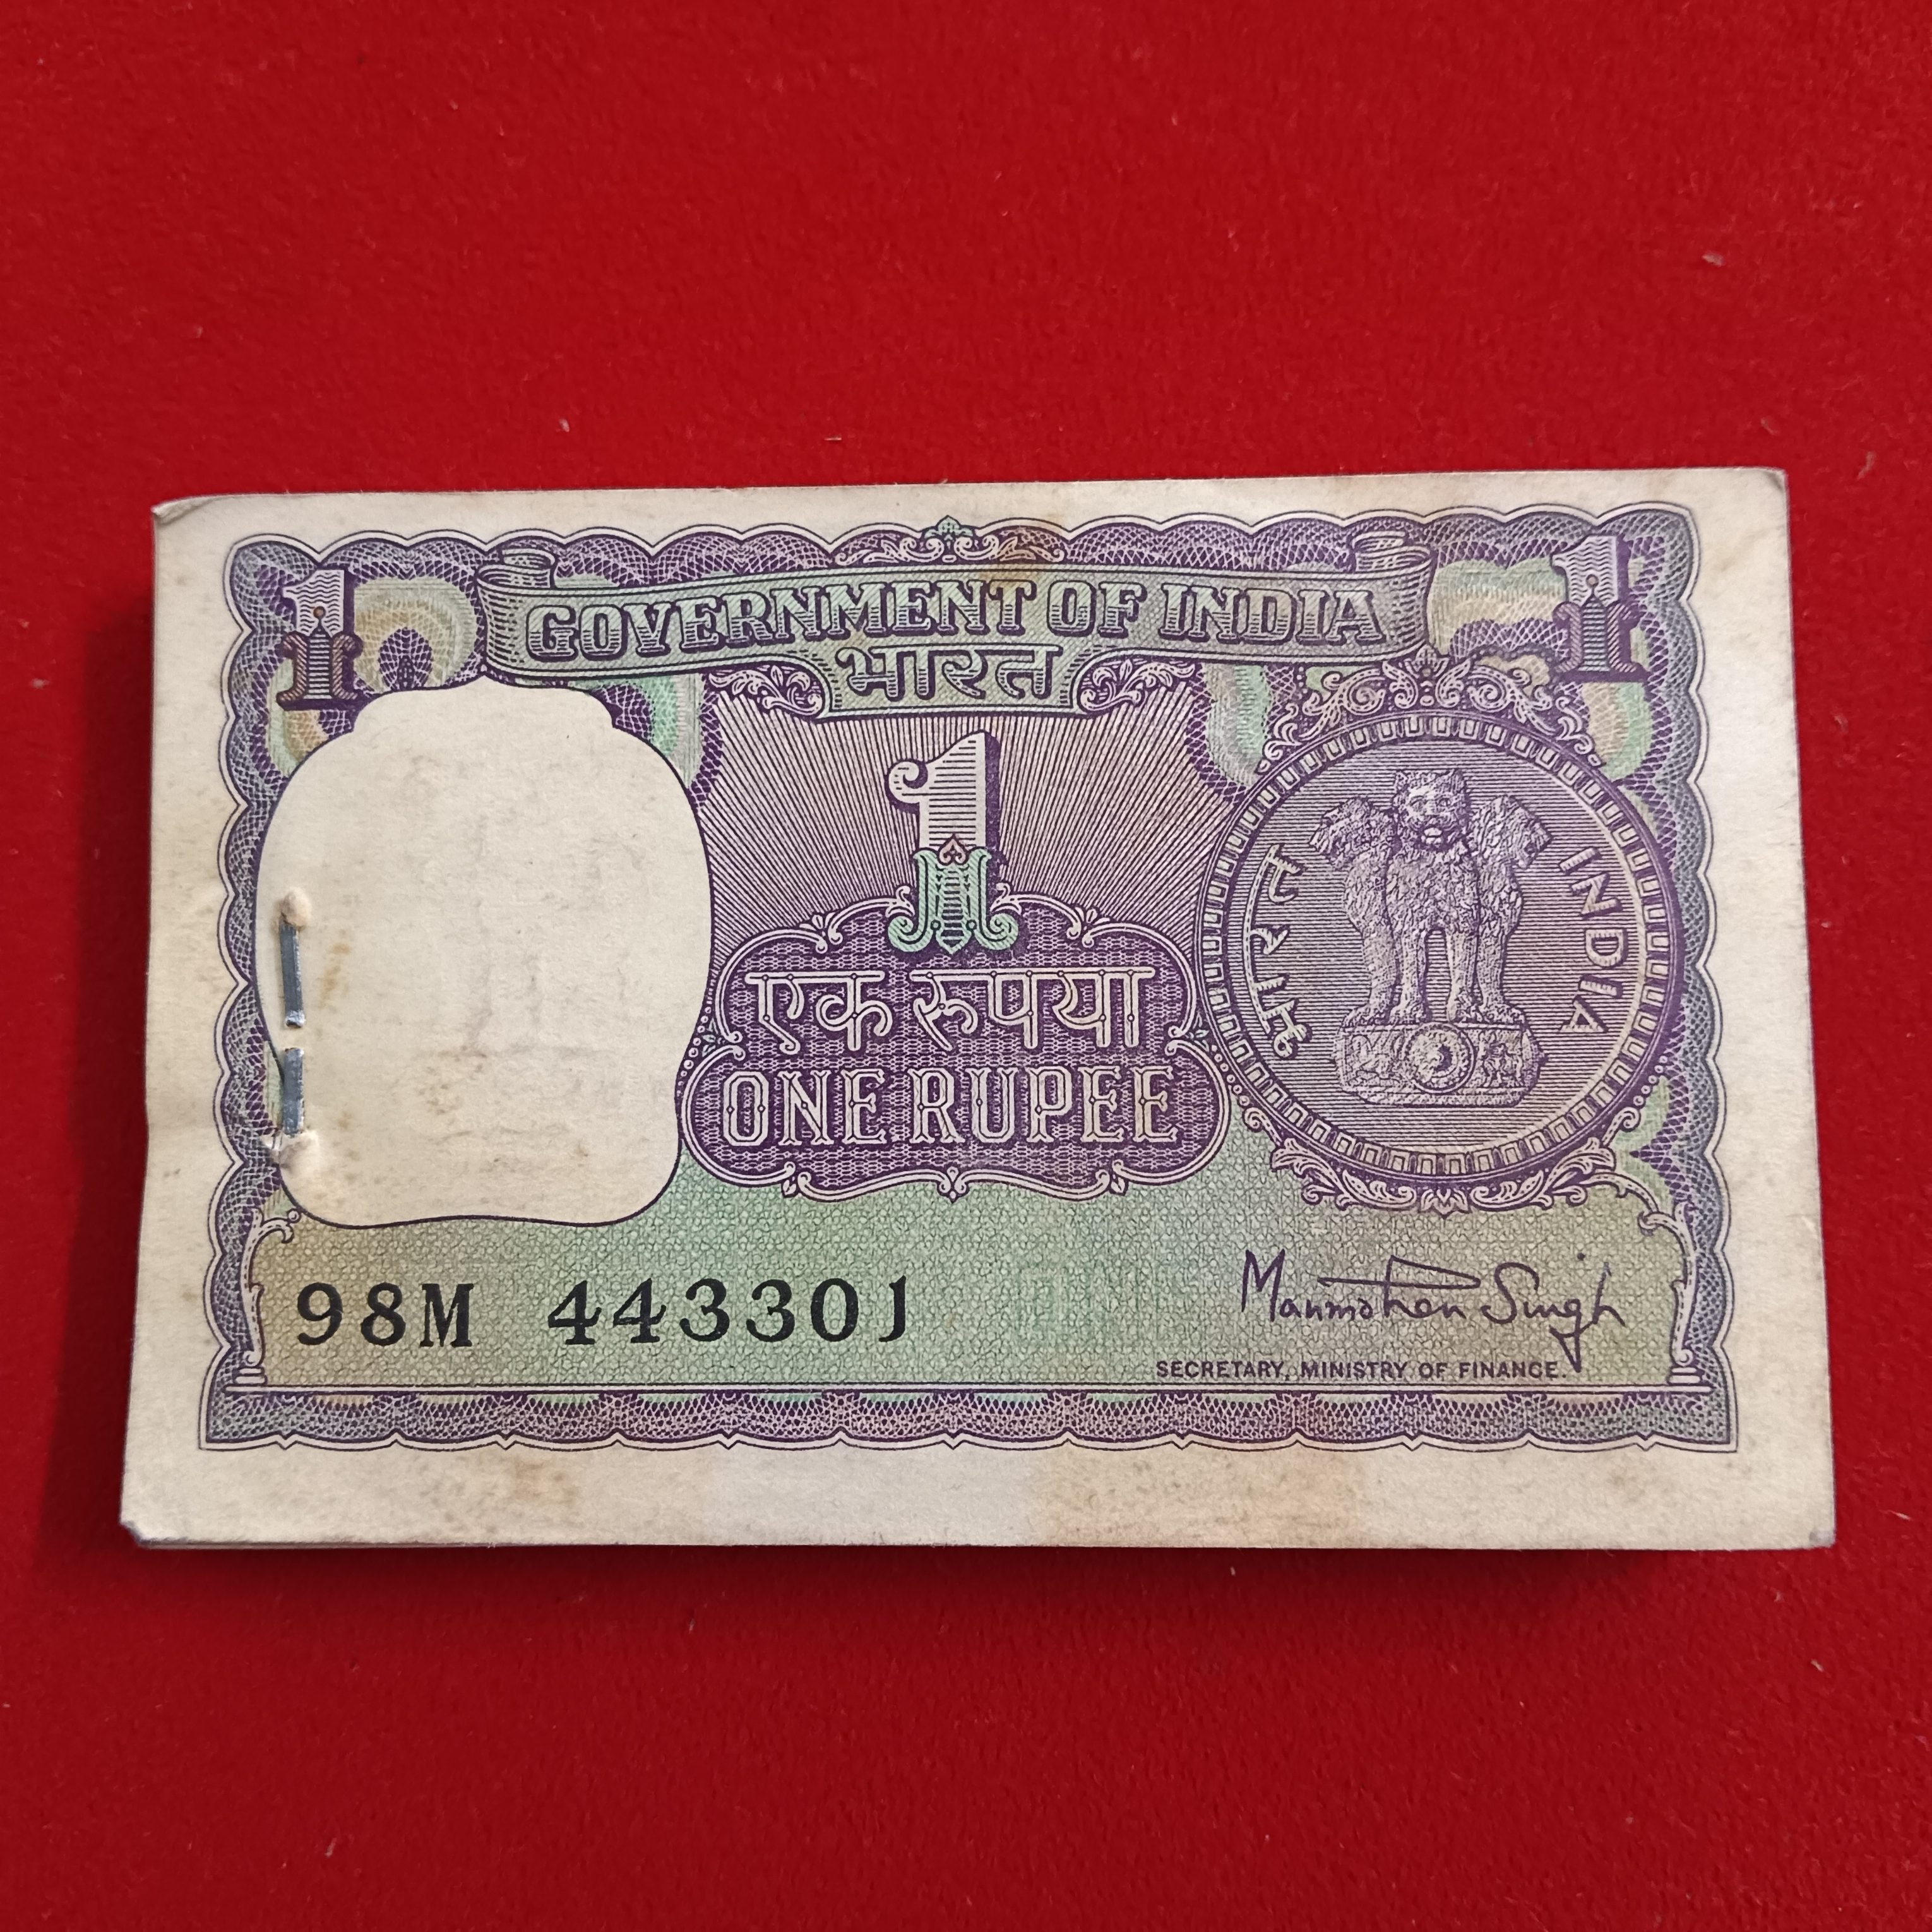 1 1
GOVERNMENT OF INDIA
भारत
1
एक रुपया
ONE RUPEE
भारत INDIA
98M 443301
Manmohan Singh
SECRETARY, MINISTRY OF FINANCE.